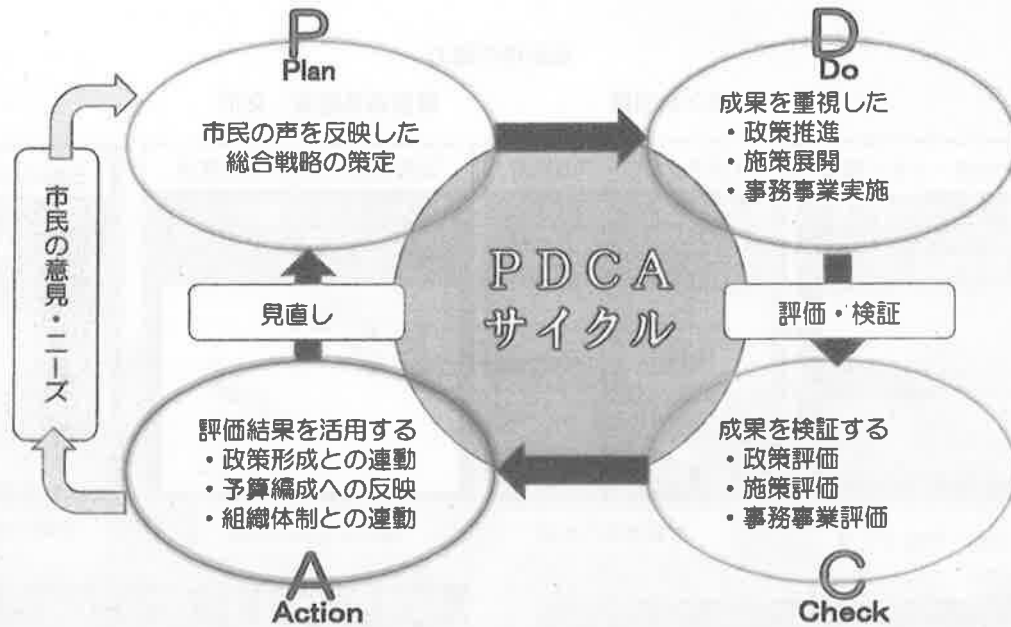 P
Plan
市民の声を反映した
総合戦略の策定
D
Do
成果を重視した
・政策推進
・施策展開
・事務事業実施
市民の意見・ニーズ
見直し
PDCA
サイクル
評価・検証
評価結果を活用する
・政策形成との連動
・予算編成への反映
・組織体制との連動
A
Action
成果を検証する
・政策評価
・施策評価
・事務事業評価
C
Check